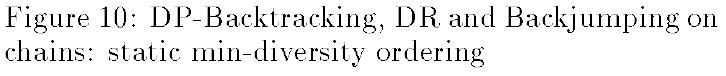 Figure 10: DP-Backtracking, DR and Backjumping on
chains: static min-diversity ordering